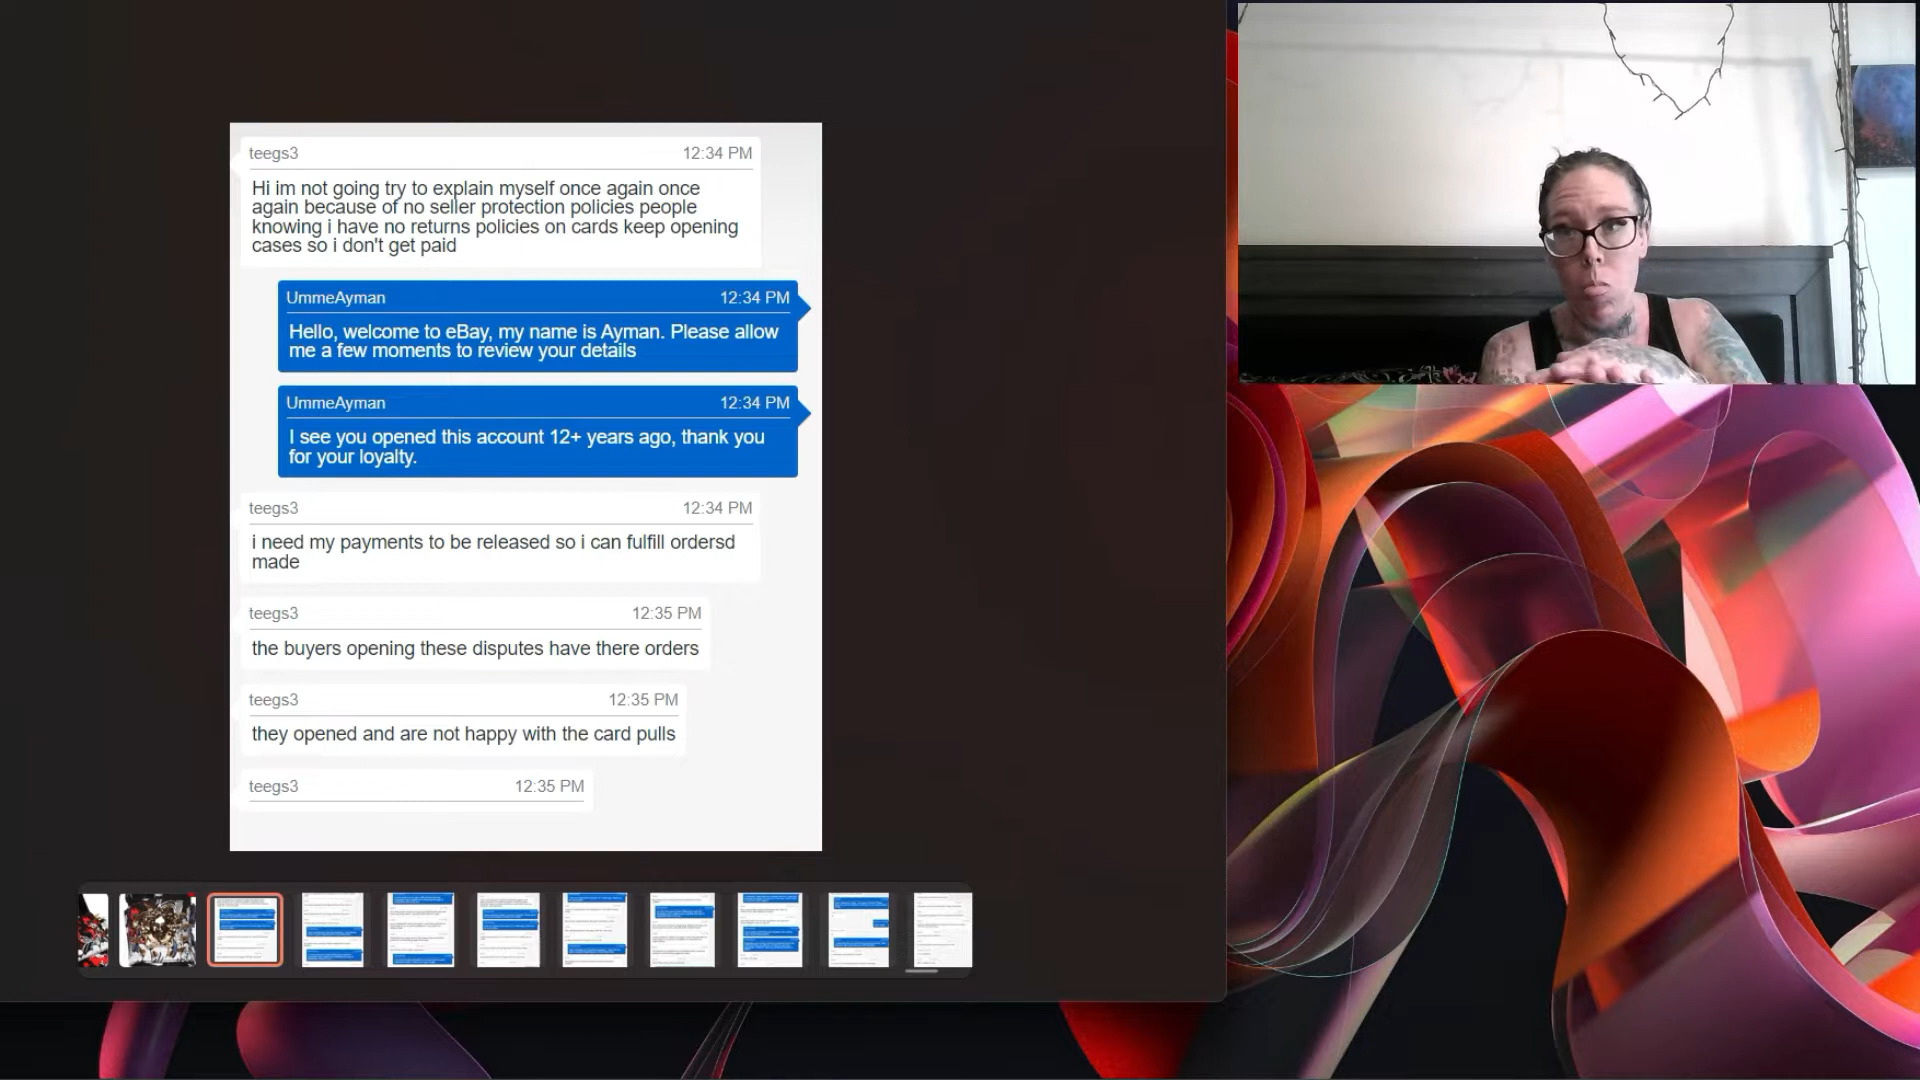 teegs3 12:34 PM
Hi im not going try to explain myself once again once
again because of no seller protection policies people
knowing i have no returns policies on cards keep opening
cases so i don't get paid
UmmeAyman 12:34 PM
Hello, welcome to eBay, my name is Ayman. Please allow
me a few moments to review your details
UmmeAyman 12:34 PM
I see you opened this account 12+ years ago, thank you
for your loyalty.
teegs3 12:34 PM
i need my payments to be released so i can fulfill ordersd
made
teegs3 12:35 PM
the buyers opening these disputes have there orders
teegs3 12:35 PM
they opened and are not happy with the card pulls
teegs3 12:35 PM